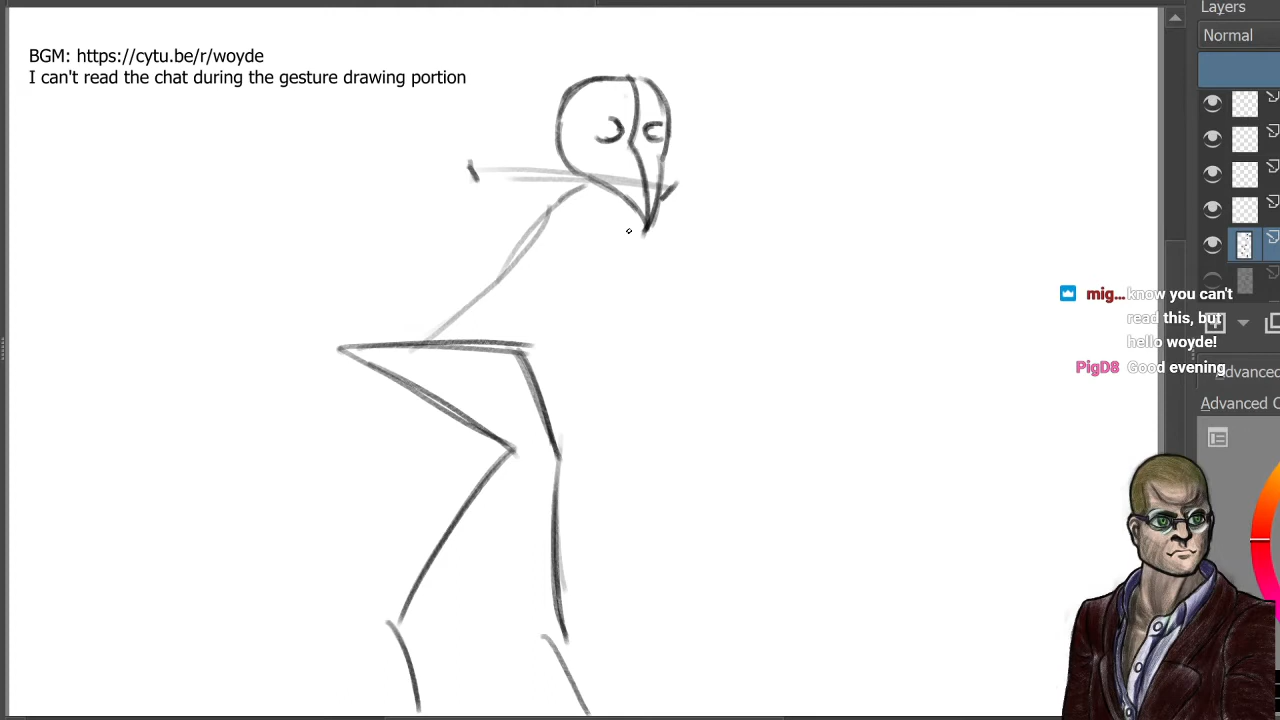 Layers
Normal
BGM: https://cytu.be/r/woyde
I can't read the chat during the gesture drawing portion
mig... know you can't
read this, but
hello woyde!
PigD8 Good evening
Advanced
Advanced C